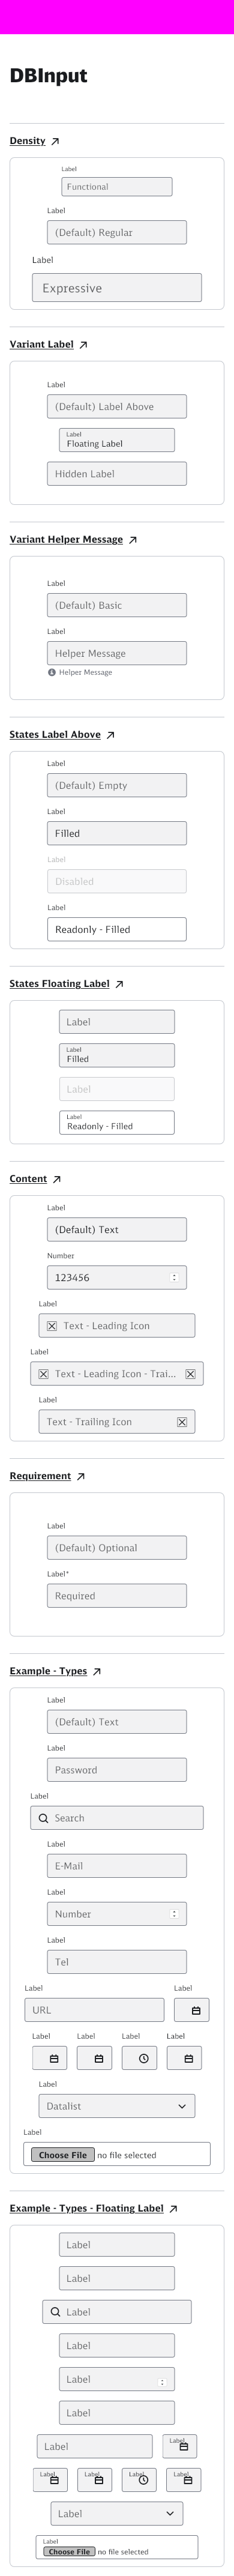 DBInput
Density
Label
Functional
Label
(Default) Regular
Label
Expressive
Variant Label
Label
(Default) Label Above
Label
Floating Label
Hidden Label
Variant Helper Message
Label
(Default) Basic
Label
Helper Message
Helper Message
States Label Above
Label
(Default) Empty
Label
Filled
Label
Disabled
Label
Readonly - Filled
States Floating Label
Label
Label
Filled
Label
Label
Readonly - Filled
Content
Label
(Default) Text
Number
123456
Label
Text - Leading Icon
Label
Text - Leading Icon - Trai...
Label
Text - Trailing Icon
Requirement
Label
(Default) Optional
Label*
Required
Example - Types
Label
(Default) Text
Label
Password
Label
Search
Label
E-Mail
Label
Number
Label
Tel
Label Label
URL
Label Label Label Label
Label
Datalist
Label
Choose File no file selected
Example - Types - Floating Label
Label
Label
Label
Label
Label
Label
Label Label
Label Label Label Label
Label
Label
Choose File no file selected